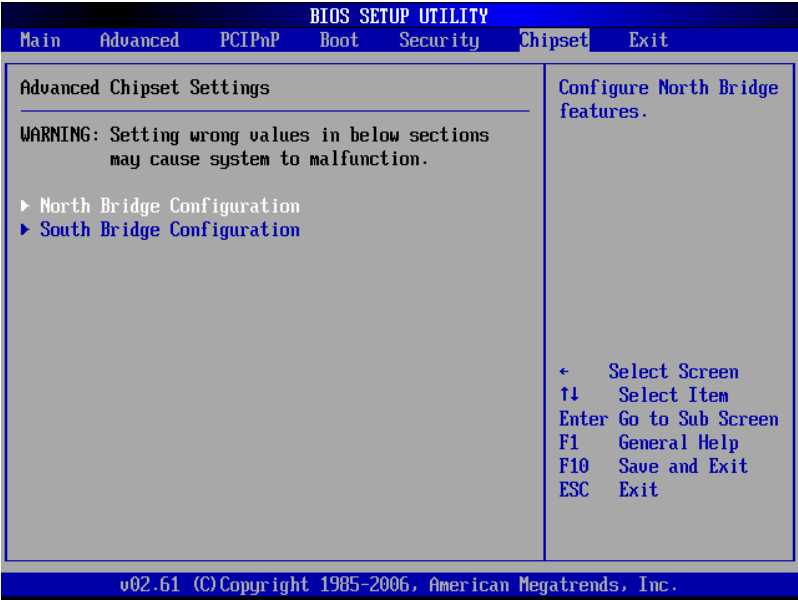 BIOS SETUP UTILITY
Main Advanced PCIPnP Boot Security Chipset Exit
Advanced Chipset Settings
WARNING: Setting wrong values in below sections
may cause system to malfunction.
▶ North Bridge Configuration
▶ South Bridge Configuration
Configure North Bridge
features.
← Select Screen
↑↓ Select Item
Enter Go to Sub Screen
F1 General Help
F10 Save and Exit
ESC Exit
v02.61 (C)Copyright 1985-2006, American Megatrends, Inc.